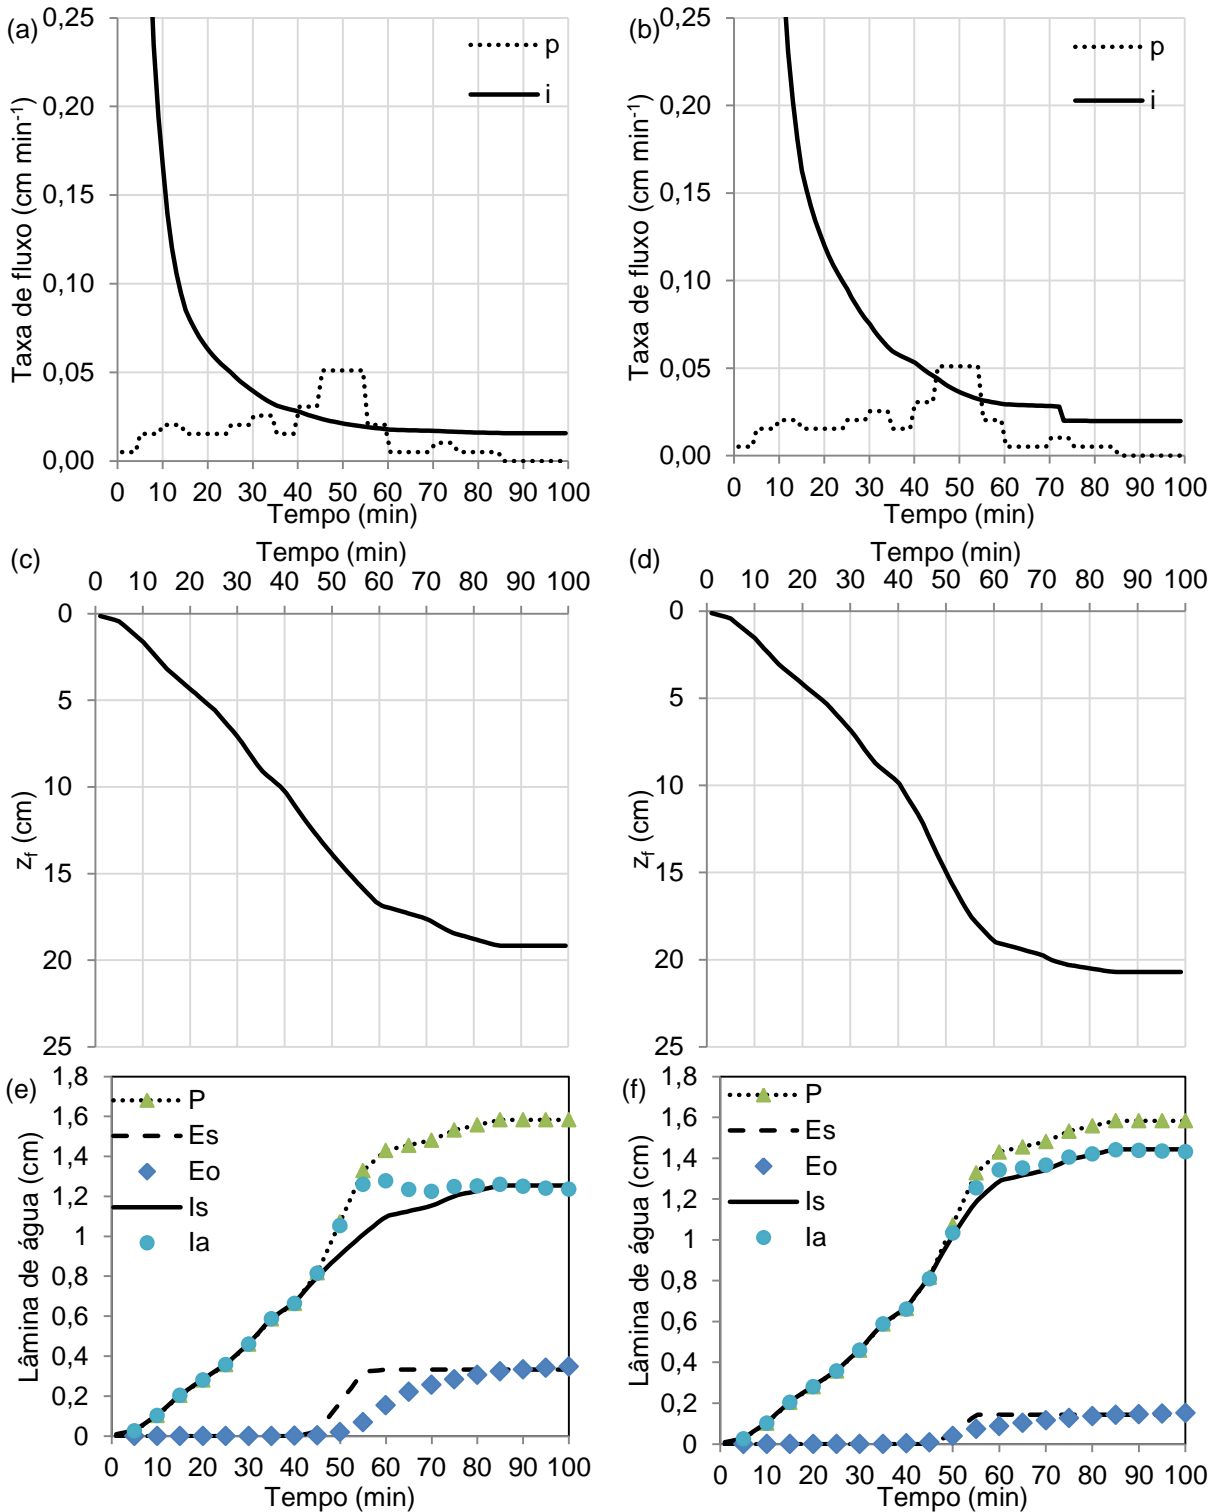 (a)
Taxa de fluxo (cm min-1)
0,25
0,20
0,15
0,10
0,05
0,00
p
i
0 10 20 30 40 50 60 70 80 90 100
Tempo (min)
(b)
Taxa de fluxo (cm min-1)
0,25
0,20
0,15
0,10
0,05
0,00
p
i
0 10 20 30 40 50 60 70 80 90 100
Tempo (min)
(c)
Tempo (min)
0 10 20 30 40 50 60 70 80 90 100
zf (cm)
0
5
10
15
20
25
(d)
Tempo (min)
0 10 20 30 40 50 60 70 80 90 100
zf (cm)
0
5
10
15
20
25
(e)
Lâmina de água (cm)
1,8
1,6
1,4
1,2
1
0,8
0,6
0,4
0,2
0
P
Es
Eo
Is
Ia
0 10 20 30 40 50 60 70 80 90 100
Tempo (min)
(f)
Lâmina de água (cm)
1,8
1,6
1,4
1,2
1
0,8
0,6
0,4
0,2
0
P
Es
Eo
Is
Ia
0 10 20 30 40 50 60 70 80 90 100
Tempo (min)